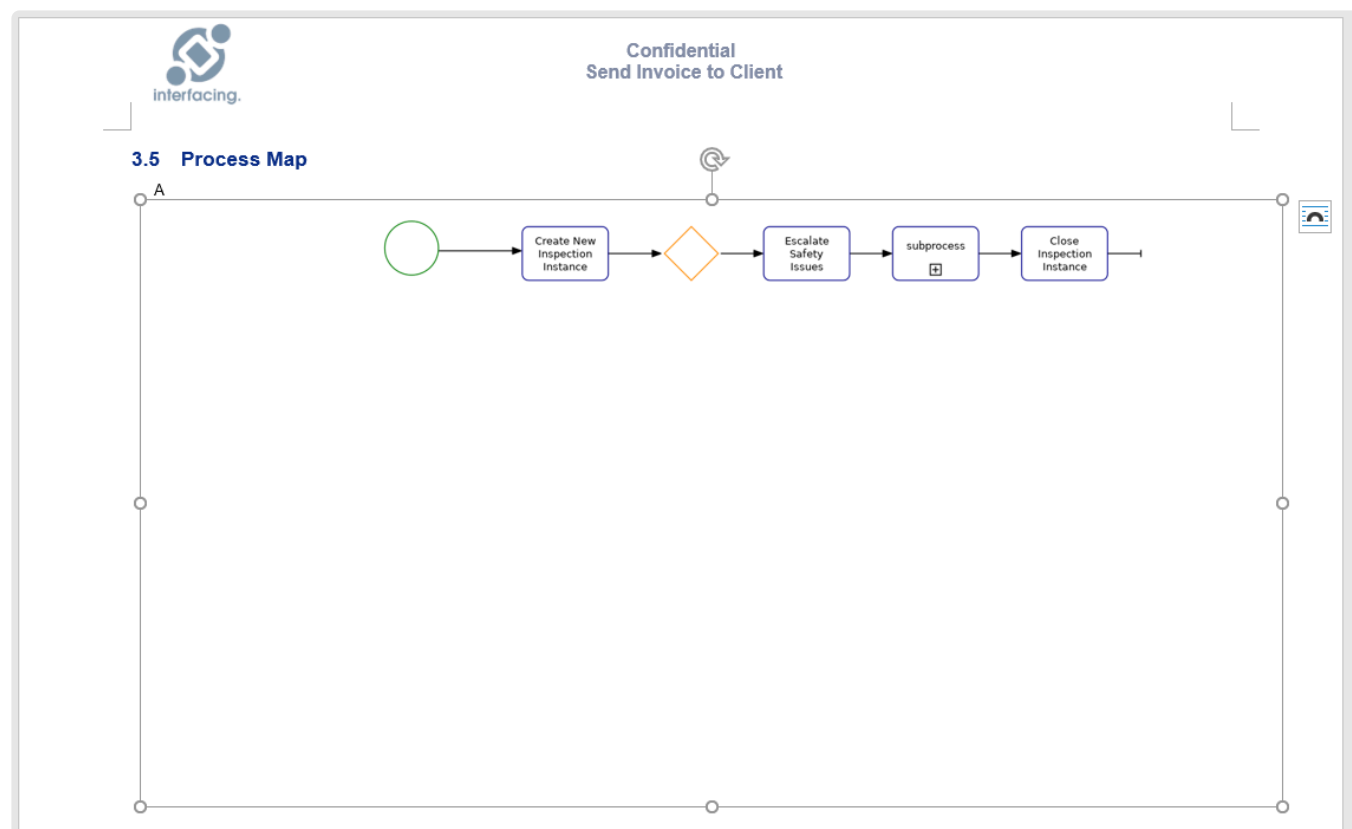 interfacing.
Confidential
Send Invoice to Client
3.5 Process Map
A
Create New
Inspection
Instance
Escalate
Safety
Issues
subprocess
Close
Inspection
Instance